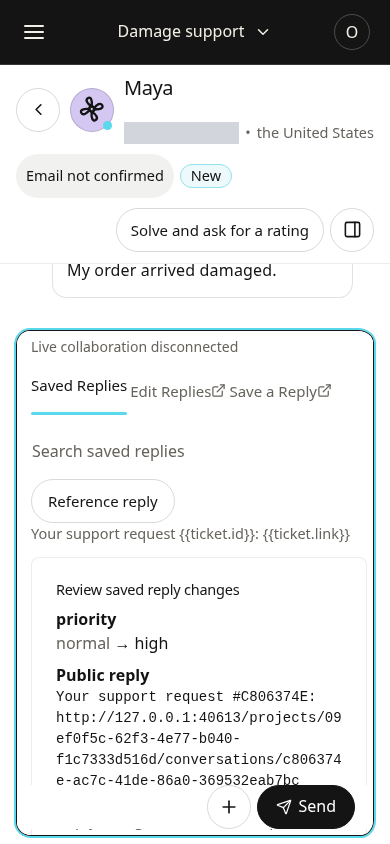 Damage support
O
Maya
• the United States
Email not confirmed
New
Solve and ask for a rating
My order arrived damaged.
Live collaboration disconnected
Saved Replies Edit Replies Save a Reply
Search saved replies
Reference reply
Your support request {{ticket.id}}: {{ticket.link}}
Review saved reply changes
priority
normal → high
Public reply
Your support request #C806374E:
http://127.0.0.1:40613/projects/09
ef0f5c-62f3-4e77-b040-
f1c7333d516d/conversations/c806374
e-ac7c-41de-86a0-369532eab7bc
Send